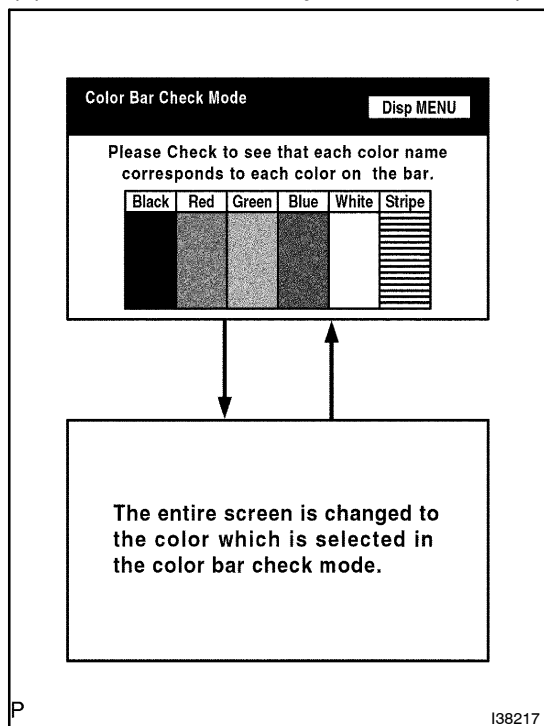 Color Bar Check Mode
Disp MENU
Please Check to see that each color name
corresponds to each color on the bar.
Black Red Green Blue White Stripe
The entire screen is changed to
the color which is selected in
the color bar check mode.
P
I38217